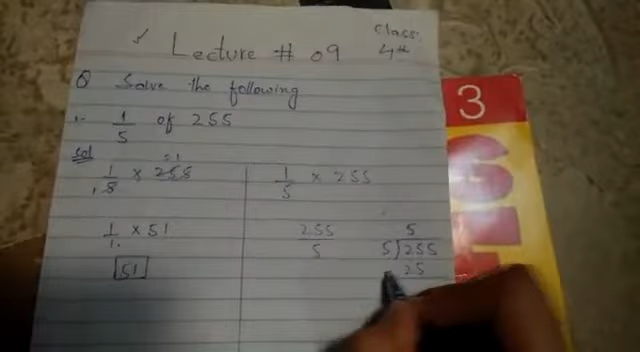 Class
Lecture # 09 4th
Q Solve the following
1- 1/5 of 255
Sol
51
1/5 × 255
1/1 × 51
51
1/5 × 255
255/5
5
5)255
25
3